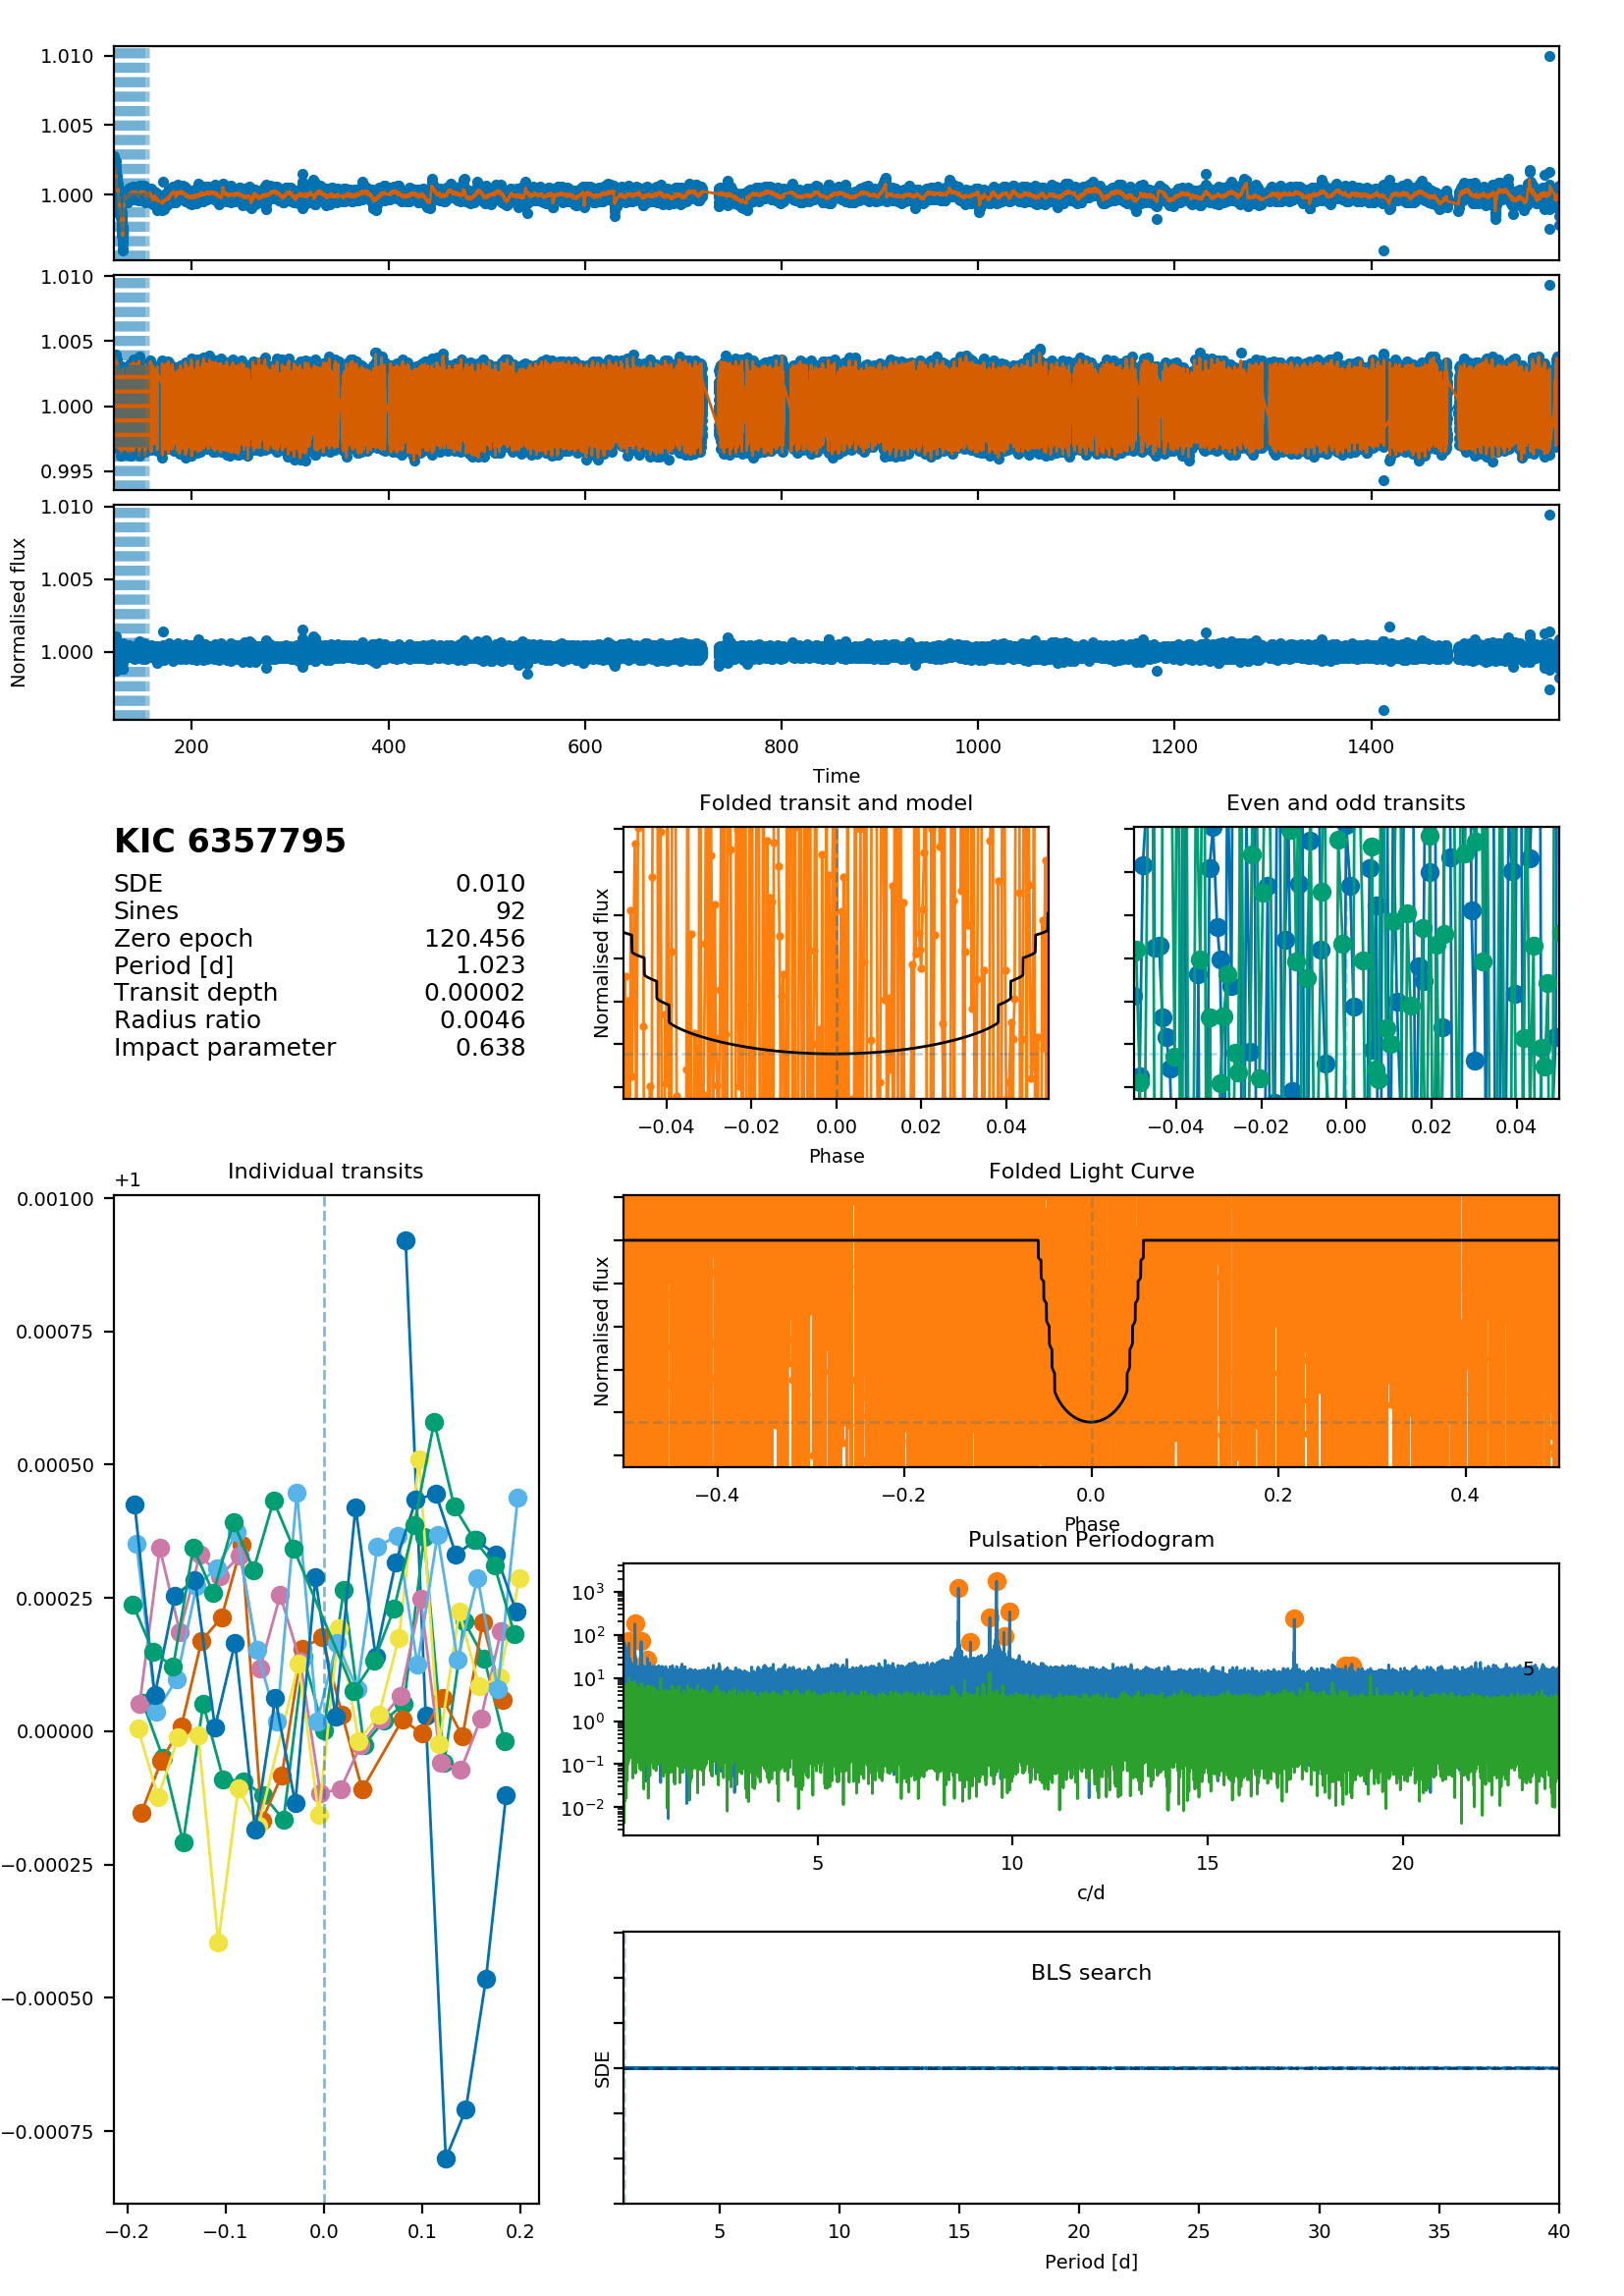 1.010
1.005
1.000
1.010
1.005
1.000
0.995
1.010
1.005
1.000
Normalised flux
200 400 600 800 1000 1200 1400
Time
KIC 6357795
SDE 0.010
Sines 92
Zero epoch 120.456
Period [d] 1.023
Transit depth 0.00002
Radius ratio 0.0046
Impact parameter 0.638
Folded transit and model
Normalised flux
−0.04 −0.02 0.00 0.02 0.04
Phase
Even and odd transits
−0.04 −0.02 0.00 0.02 0.04
Individual transits
+1
0.00100
0.00075
0.00050
0.00025
0.00000
−0.00025
−0.00050
−0.00075
−0.2 −0.1 0.0 0.1 0.2
Folded Light Curve
Normalised flux
−0.4 −0.2 0.0 0.2 0.4
Phase
Pulsation Periodogram
10³
10²
10¹
10⁰
10⁻¹
10⁻²
5
5 10 15 20
c/d
BLS search
SDE
5 10 15 20 25 30 35 40
Period [d]